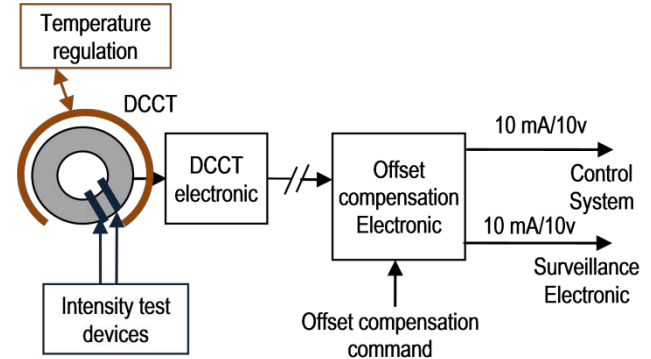 Temperature
regulation
DCCT
DCCT
electronic
Offset
compensation
Electronic
10 mA/10v
Control
System
10 mA/10v
Surveillance
Electronic
Intensity test
devices
Offset compensation
command